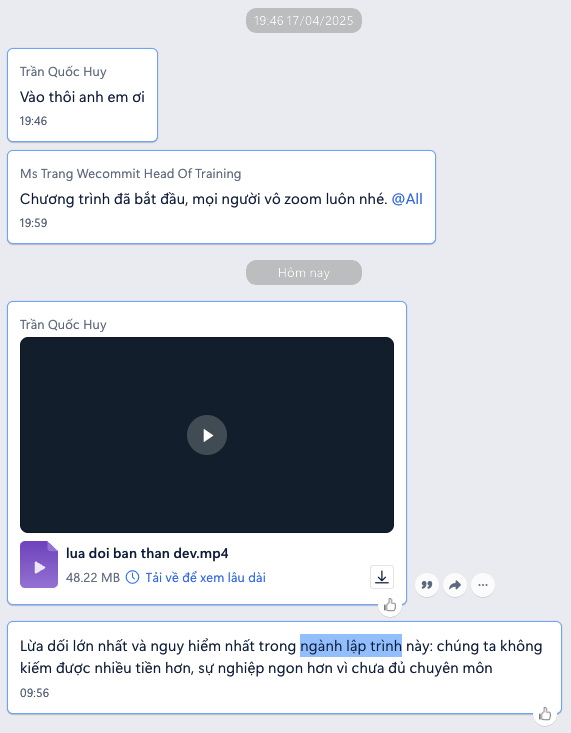 19:46 17/04/2025
Trần Quốc Huy
Vào thôi anh em ơi
19:46
Ms Trang Wecommit Head Of Training
Chương trình đã bắt đầu, mọi người vô zoom luôn nhé. @All
19:59
Hôm nay
Trần Quốc Huy
lua doi ban than dev.mp4
48.22 MB Tải về để xem lâu dài
Lừa dối lớn nhất và nguy hiểm nhất trong ngành lập trình này: chúng ta không
kiếm được nhiều tiền hơn, sự nghiệp ngon hơn vì chưa đủ chuyên môn
09:56